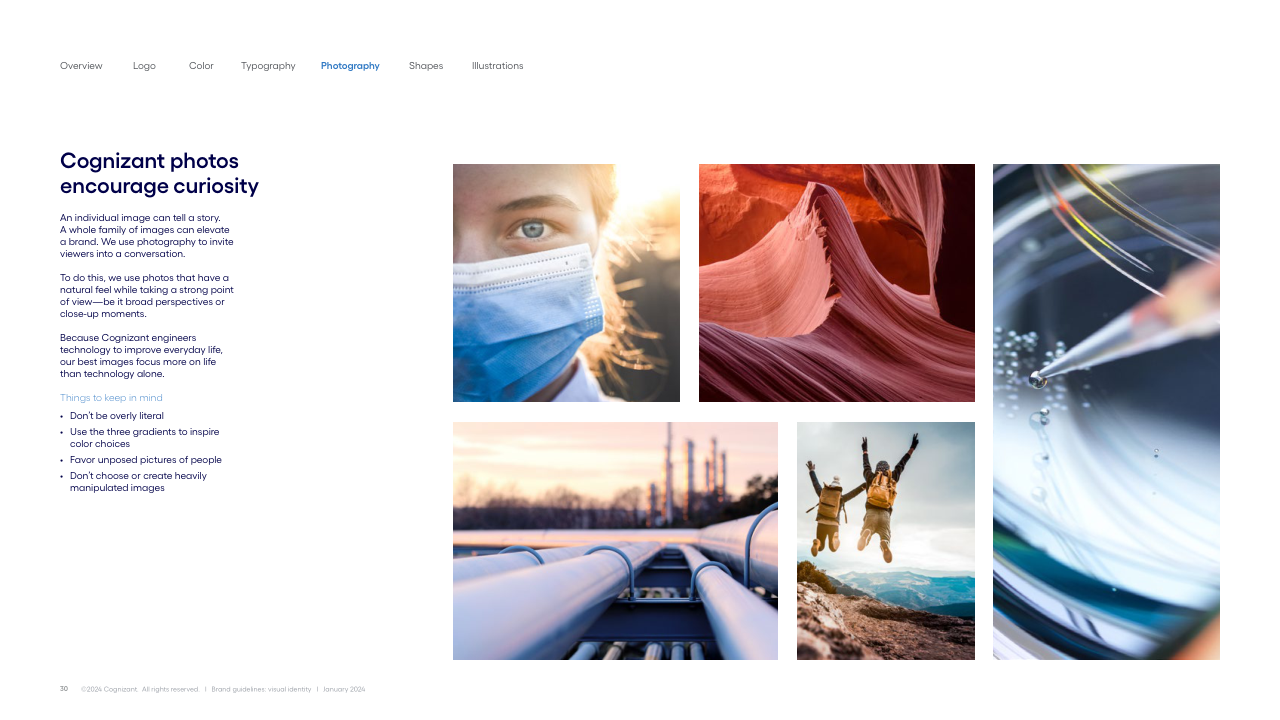 Overview Logo Color Typography Photography Shapes Illustrations
Cognizant photos
encourage curiosity
An individual image can tell a story.
A whole family of images can elevate
a brand. We use photography to invite
viewers into a conversation.
To do this, we use photos that have a
natural feel while taking a strong point
of view—be it broad perspectives or
close-up moments.
Because Cognizant engineers
technology to improve everyday life,
our best images focus more on life
than technology alone.
Things to keep in mind
• Don't be overly literal
• Use the three gradients to inspire
color choices
• Favor unposed pictures of people
• Don't choose or create heavily
manipulated images
30 ©2024 Cognizant. All rights reserved. | Brand guidelines: visual identity | January 2024